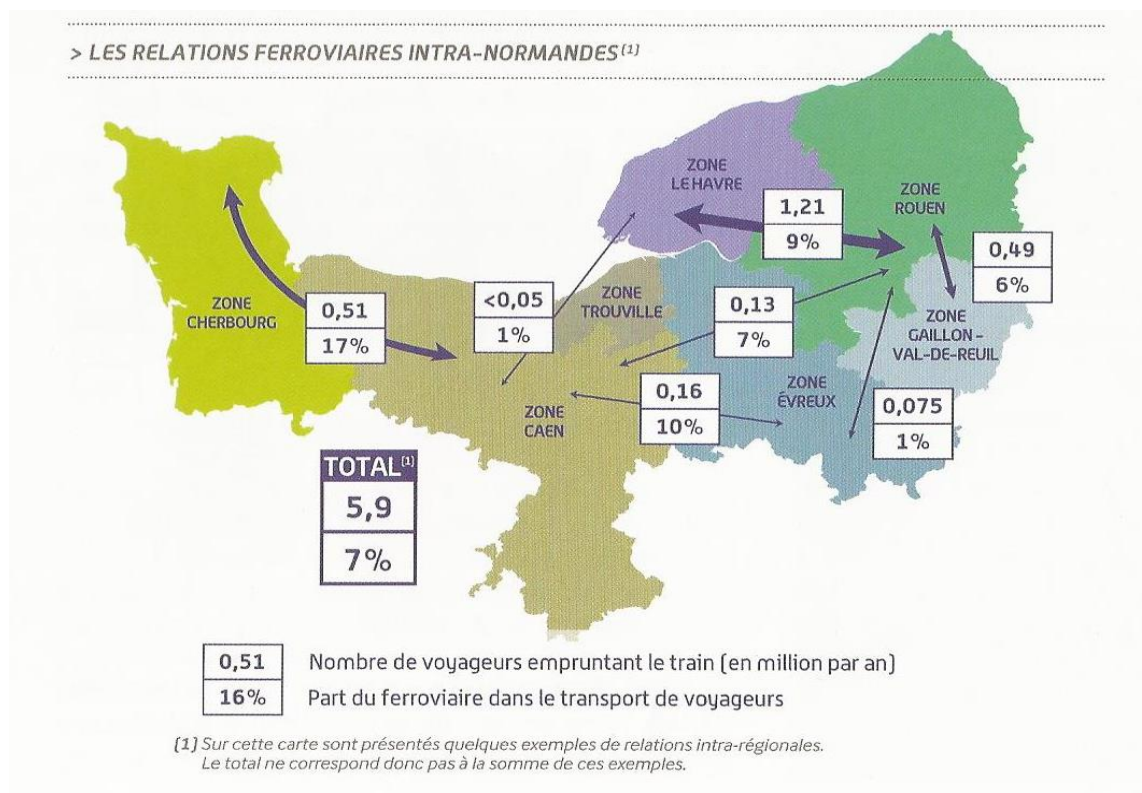 > LES RELATIONS FERROVIAIRES INTRA-NORMANDES(1)
ZONE
LE HAVRE
ZONE
ROUEN
1,21
9%
0,49
6%
ZONE
CHERBOURG
0,51
17%
<0,05
1%
ZONE
TROUVILLE
0,13
7%
ZONE
GAILLON-
VAL-DE-REUIL
ZONE
CAEN
0,16
10%
ZONE
ÉVREUX
0,075
1%
TOTAL(1)
5,9
7%
0,51 Nombre de voyageurs empruntant le train (en million par an)
16% Part du ferroviaire dans le transport de voyageurs
(1) Sur cette carte sont présentés quelques exemples de relations intra-régionales.
Le total ne correspond donc pas à la somme de ces exemples.